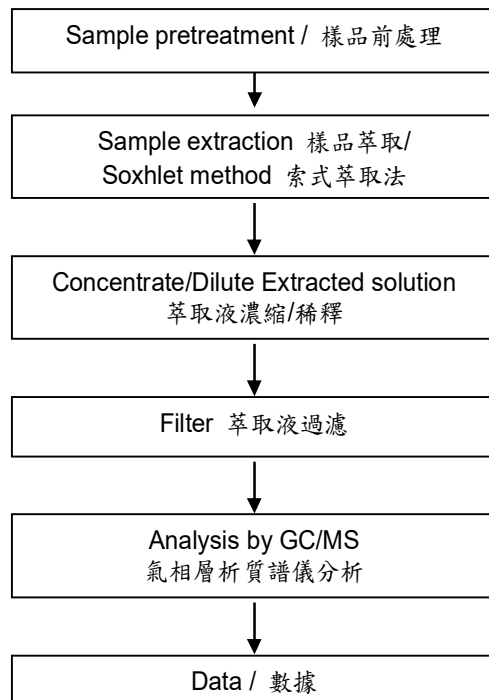 Sample pretreatment / 樣品前處理
Sample extraction 樣品萃取/
Soxhlet method 索式萃取法
Concentrate/Dilute Extracted solution
萃取液濃縮/稀釋
Filter 萃取液過濾
Analysis by GC/MS
氣相層析質譜儀分析
Data / 數據